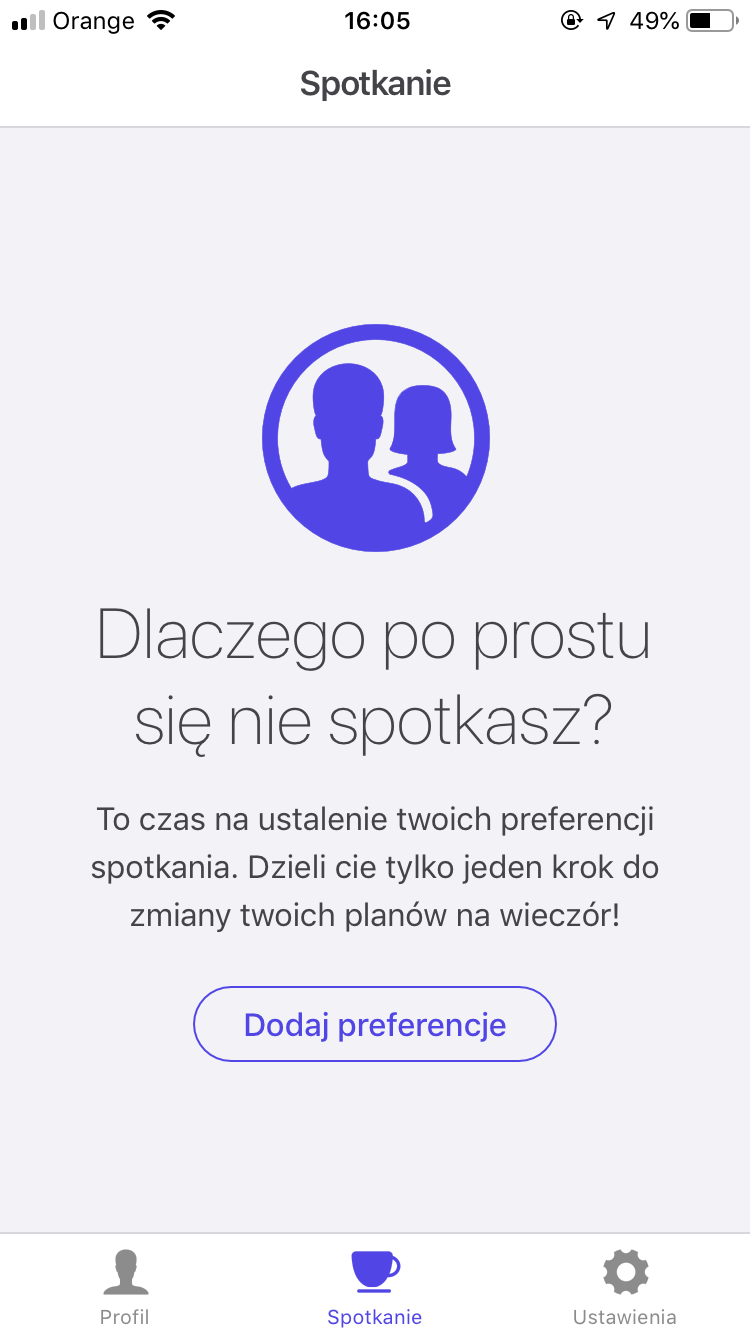 Orange 16:05 49%
Spotkanie
Dlaczego po prostu
się nie spotkasz?
To czas na ustalenie twoich preferencji
spotkania. Dzieli cie tylko jeden krok do
zmiany twoich planów na wieczór!
Dodaj preferencje
Profil Spotkanie Ustawienia